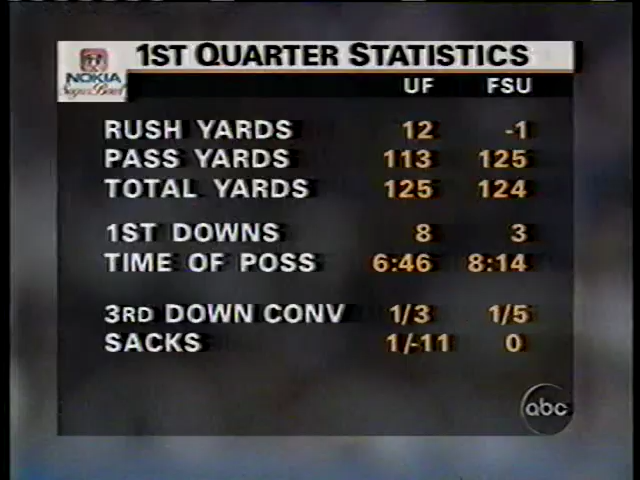 1ST QUARTER STATISTICS
NOKIA
Sugar Bowl
UF FSU
RUSH YARDS 12 -1
PASS YARDS 113 125
TOTAL YARDS 125 124
1ST DOWNS 8 3
TIME OF POSS 6:46 8:14
3RD DOWN CONV 1/3 1/5
SACKS 1/-11 0
abc